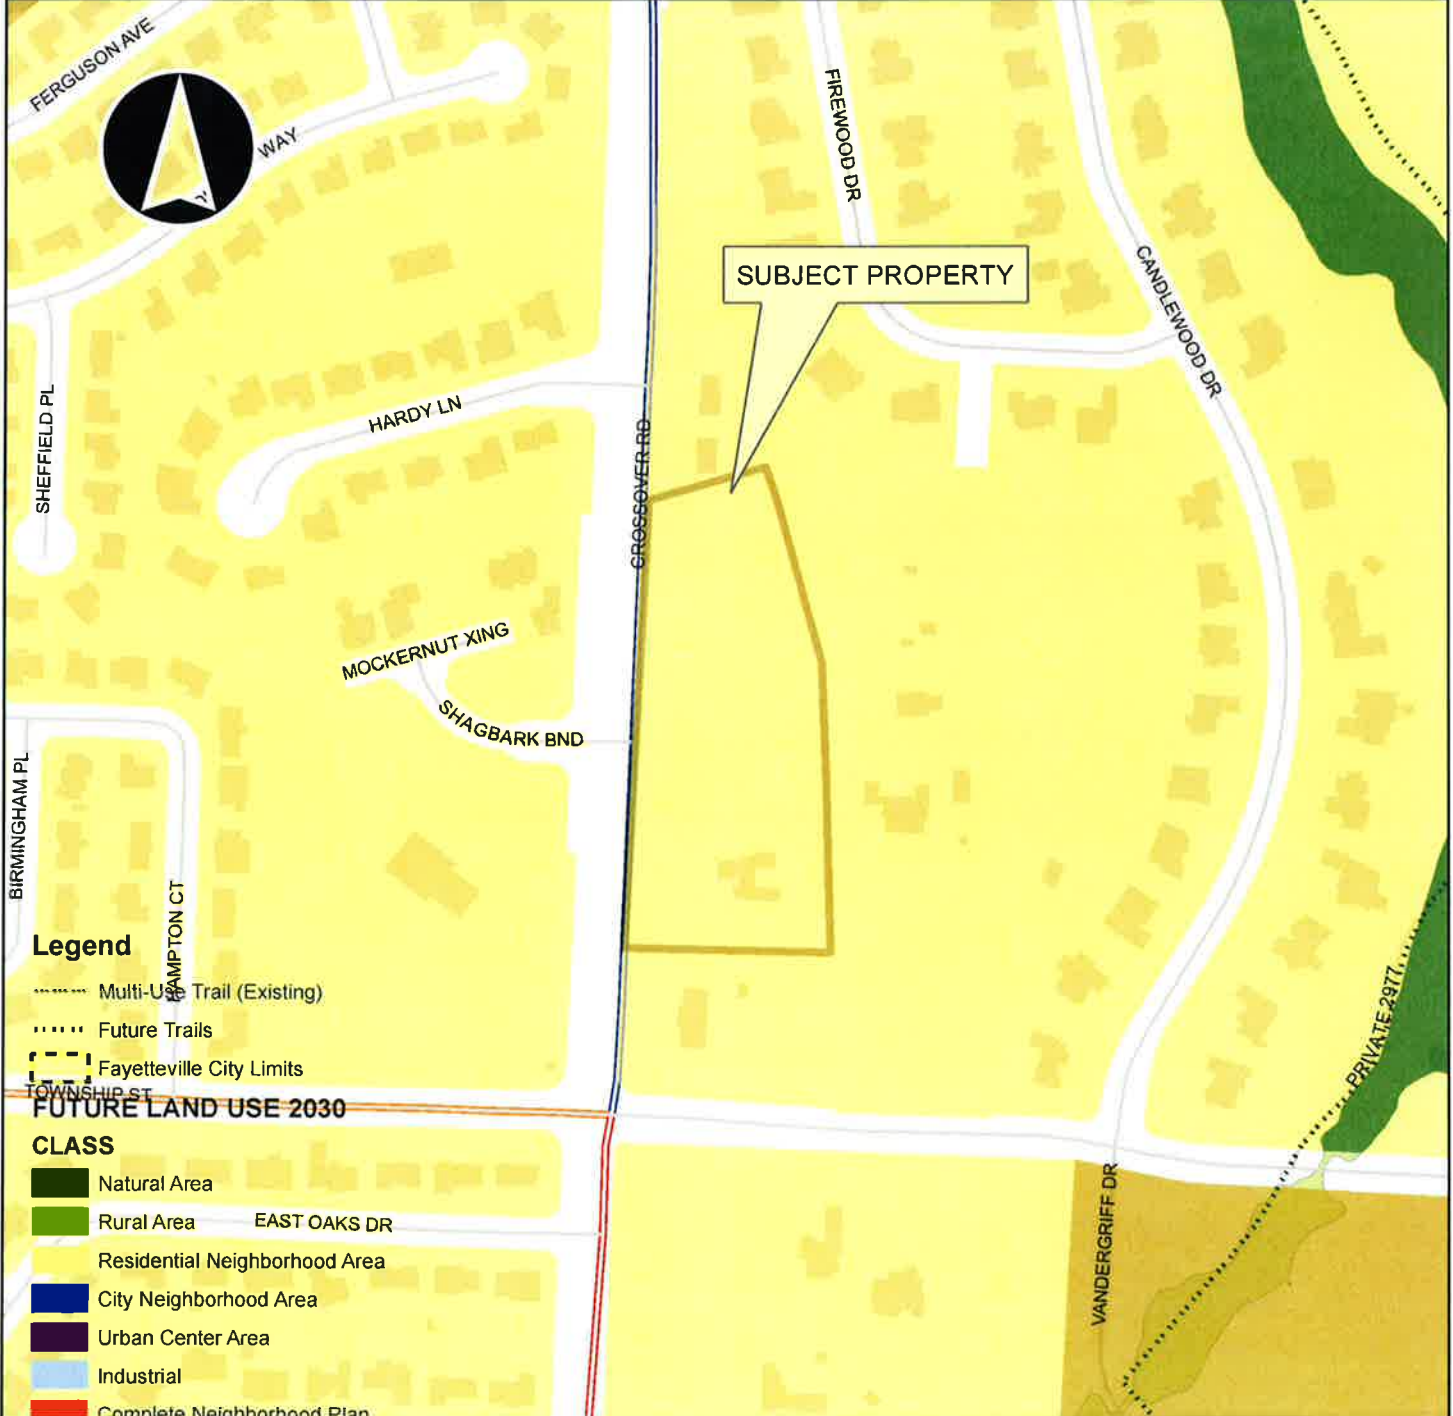 FERGUSON AVE
WAY
FIREWOOD DR
SUBJECT PROPERTY
CANDLEWOOD DR
SHEFFIELD PL
HARDY LN
CROSSOVER RD
MOCKERNUT XING
SHAGBARK BND
BIRMINGHAM PL
HAMPTON CT
Legend
Multi-Use Trail (Existing)
Future Trails
Fayetteville City Limits
TOWNSHIP ST
FUTURE LAND USE 2030
CLASS
Natural Area
Rural Area
EAST OAKS DR
Residential Neighborhood Area
City Neighborhood Area
Urban Center Area
Industrial
Complete Neighborhood Plan
PRIVATE 2977
VANDERGRIFF DR